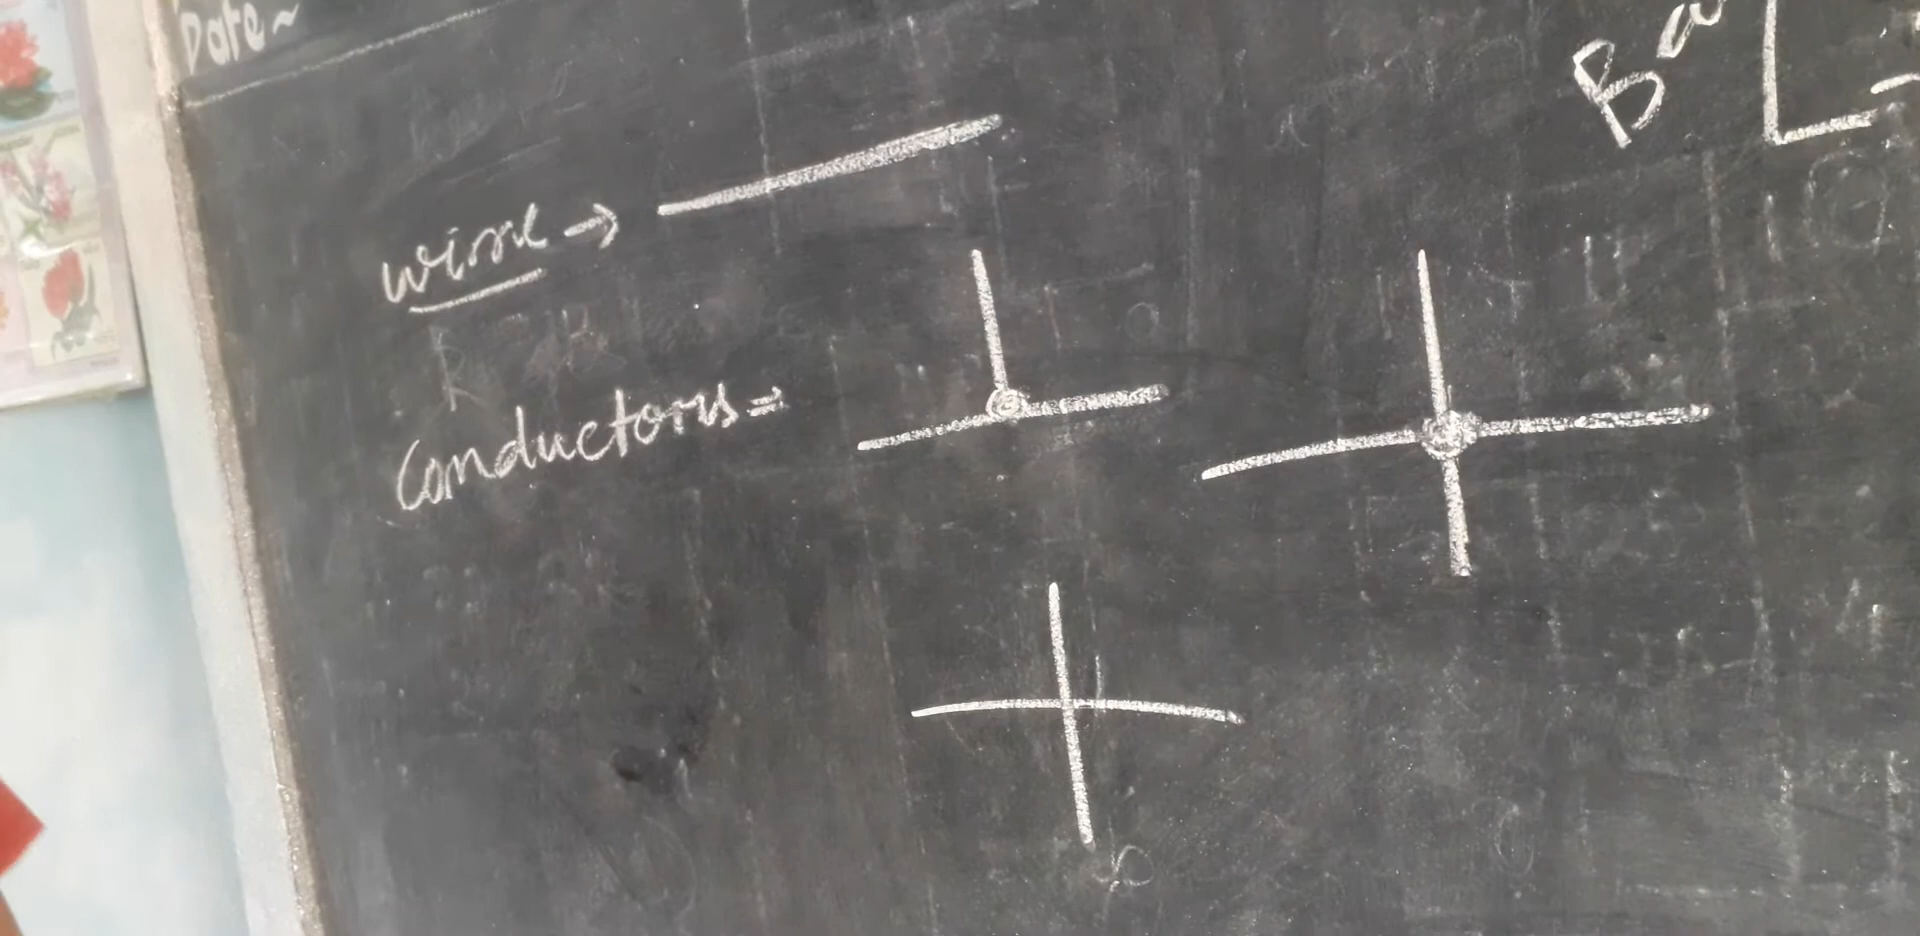 Date~
Ba
wire →
Conductors =